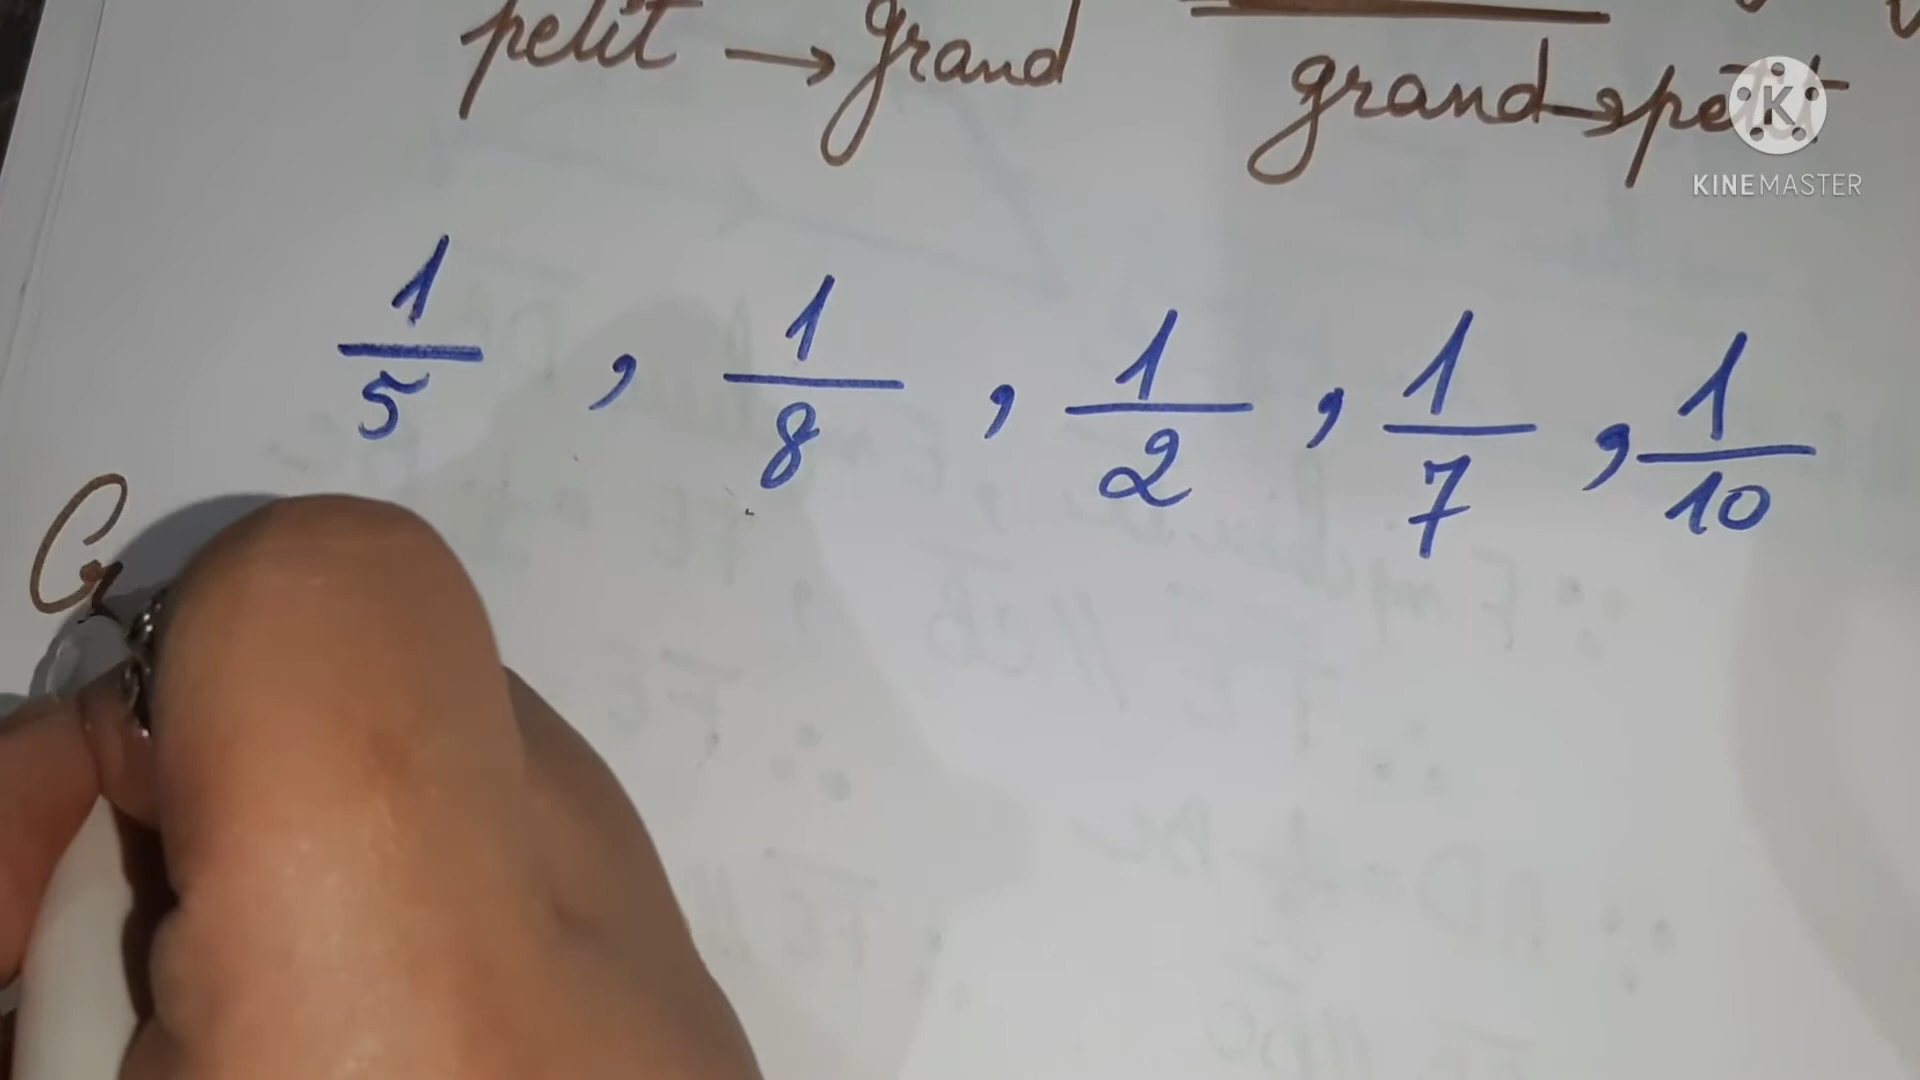 petit → grand
grand → petit
KINEMASTER
1/5 , 1/8 , 1/2 , 1/7 , 1/10